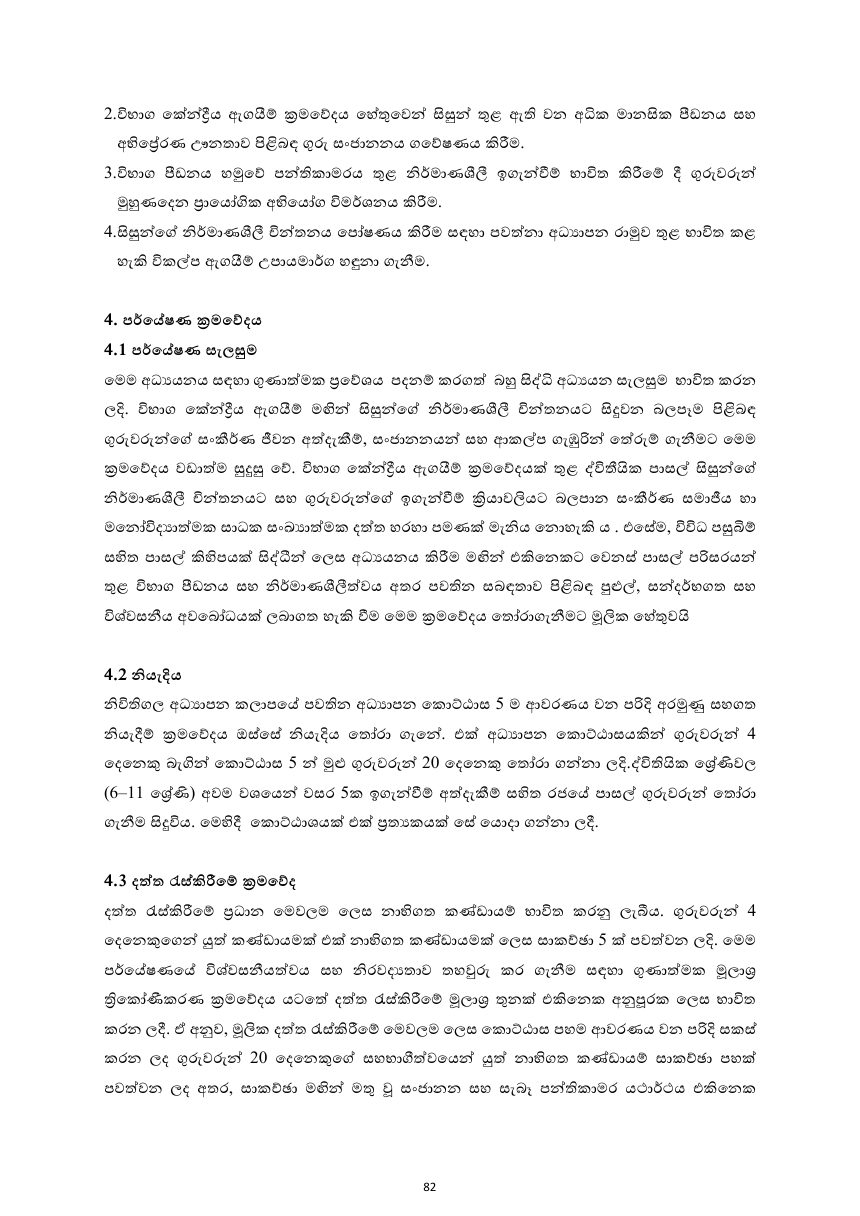 2.විභාග කේන්ද්‍රීය ඇගයීම් ක්‍රමවේදය හේතුවෙන් සිසුන් තුළ ඇති වන අධික මානසික පීඩනය සහ
අභිප්‍රේරණ ඌනතාව පිළිබඳ ගුරු සංජානනය ගවේෂණය කිරීම.
3.විභාග පීඩනය හමුවේ පන්තිකාමරය තුළ නිර්මාණශීලී ඉගැන්වීම් භාවිත කිරීමේ දී ගුරුවරුන්
මුහුණදෙන ප්‍රායෝගික අභියෝග විමර්ශනය කිරීම.
4.සිසුන්ගේ නිර්මාණශීලී චින්තනය පෝෂණය කිරීම සඳහා පවත්නා අධ්‍යාපන රාමුව තුළ භාවිත කළ
හැකි විකල්ප ඇගයීම් උපායමාර්ග හඳුනා ගැනීම.
4. පර්යේෂණ ක්‍රමවේදය
4.1 පර්යේෂණ සැලසුම
මෙම අධ්‍යයනය සඳහා ගුණාත්මක ප්‍රවේශය පදනම් කරගත් බහු සිද්ධි අධ්‍යයන සැලසුම භාවිත කරන
ලදි. විභාග කේන්ද්‍රීය ඇගයීම් මඟින් සිසුන්ගේ නිර්මාණශීලී චින්තනයට සිදුවන බලපෑම පිළිබඳ
ගුරුවරුන්ගේ සංකීර්ණ ජීවන අත්දැකීම්, සංජානනයන් සහ ආකල්ප ගැඹුරින් තේරුම් ගැනීමට මෙම
ක්‍රමවේදය වඩාත්ම සුදුසු වේ. විභාග කේන්ද්‍රීය ඇගයීම් ක්‍රමවේදයක් තුළ ද්විතීයික පාසල් සිසුන්ගේ
නිර්මාණශීලී චින්තනයට සහ ගුරුවරුන්ගේ ඉගැන්වීම් ක්‍රියාවලියට බලපාන සංකීර්ණ සමාජීය හා
මනෝවිද්‍යාත්මක සාධක සංඛ්‍යාත්මක දත්ත හරහා පමණක් මැනිය නොහැකි ය . එසේම, විවිධ පසුබිම්
සහිත පාසල් කිහිපයක් සිද්ධීන් ලෙස අධ්‍යයනය කිරීම මඟින් එකිනෙකට වෙනස් පාසල් පරිසරයන්
තුළ විභාග පීඩනය සහ නිර්මාණශීලීත්වය අතර පවතින සබඳතාව පිළිබඳ පුළුල්, සන්දර්භගත සහ
විශ්වසනීය අවබෝධයක් ලබාගත හැකි වීම මෙම ක්‍රමවේදය තෝරාගැනීමට මූලික හේතුවයි
4.2 නියැදිය
නිවිතිගල අධ්‍යාපන කලාපයේ පවතින අධ්‍යාපන කොට්ඨාස 5 ම ආවරණය වන පරිදි අරමුණු සහගත
නියැදීම් ක්‍රමවේදය ඔස්සේ නියැදිය තෝරා ගැනේ. එක් අධ්‍යාපන කොට්ඨාසයකින් ගුරුවරුන් 4
දෙනෙකු බැගින් කොට්ඨාස 5 න් මුළු ගුරුවරුන් 20 දෙනෙකු තෝරා ගන්නා ලදි.ද්විතියික ශ්‍රේණිවල
(6–11 ශ්‍රේණි) අවම වශයෙන් වසර 5ක ඉගැන්වීම් අත්දැකීම් සහිත රජයේ පාසල් ගුරුවරුන් තෝරා
ගැනීම සිදුවිය. මෙහිදී කොට්ඨාශයක් එක් ප්‍රත්‍යකයක් සේ යොදා ගන්නා ලදී.
4.3 දත්ත රැස්කිරීමේ ක්‍රමවේද
දත්ත රැස්කිරීමේ ප්‍රධාන මෙවලම ලෙස නාභිගත කණ්ඩායම් භාවිත කරනු ලැබීය. ගුරුවරුන් 4
දෙනෙකුගෙන් යුත් කණ්ඩායමක් එක් නාභිගත කණ්ඩායමක් ලෙස සාකච්ඡා 5 ක් පවත්වන ලදි. මෙම
පර්යේෂණයේ විශ්වසනීයත්වය සහ නිරවද්‍යතාව තහවුරු කර ගැනීම සඳහා ගුණාත්මක මූලාශ්‍ර
ත්‍රිකෝණීකරණ ක්‍රමවේදය යටතේ දත්ත රැස්කිරීමේ මූලාශ්‍ර තුනක් එකිනෙක අනුපූරක ලෙස භාවිත
කරන ලදී. ඒ අනුව, මූලික දත්ත රැස්කිරීමේ මෙවලම ලෙස කොට්ඨාස පහම ආවරණය වන පරිදි සකස්
කරන ලද ගුරුවරුන් 20 දෙනෙකුගේ සහභාගීත්වයෙන් යුත් නාභිගත කණ්ඩායම් සාකච්ඡා පහක්
පවත්වන ලද අතර, සාකච්ඡා මඟින් මතු වූ සංජානන සහ සැබෑ පන්තිකාමර යථාර්ථය එකිනෙක
82